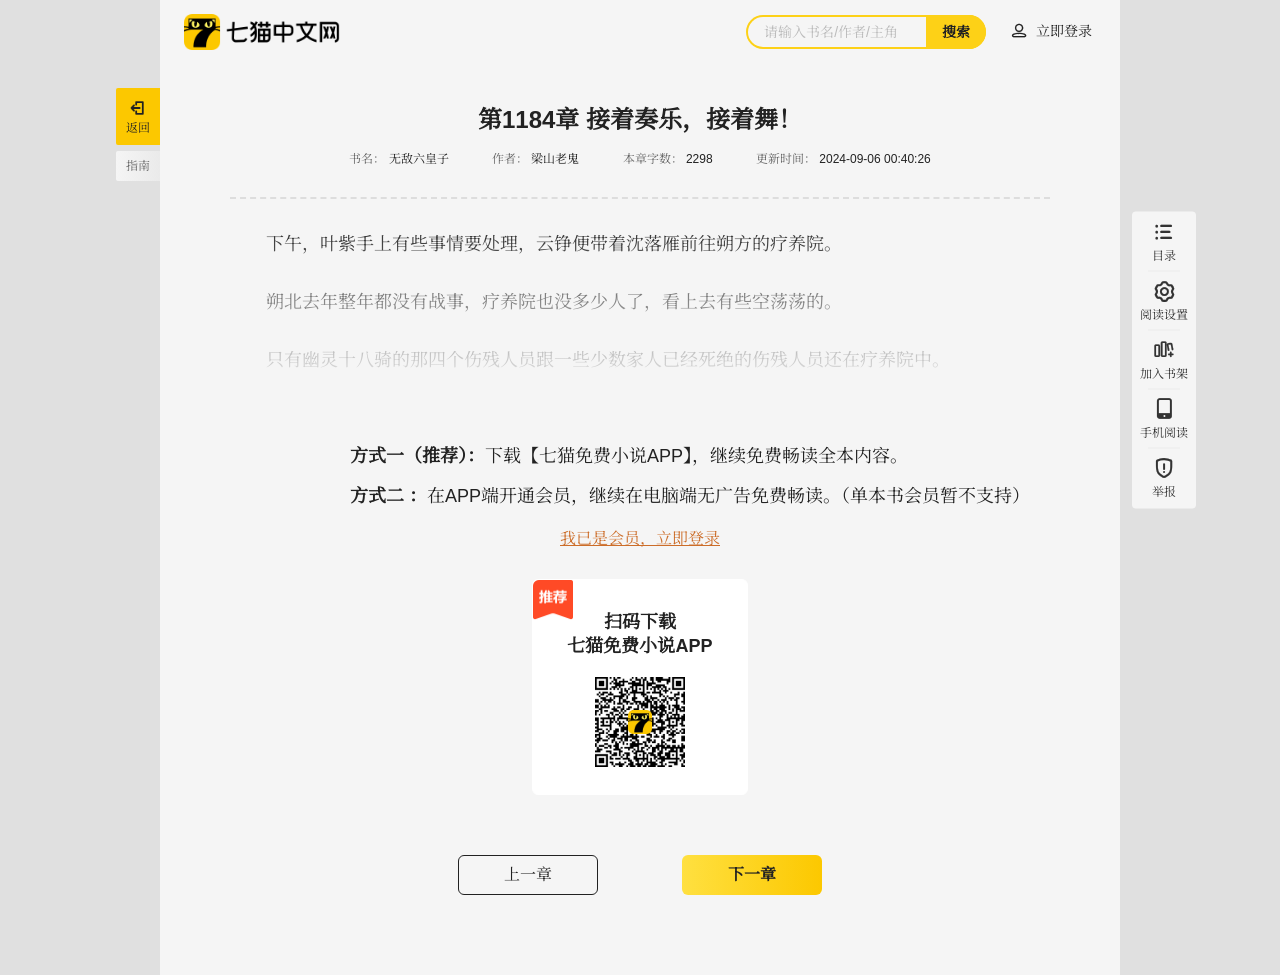 七猫中文网
请输入书名/作者/主角
搜索
立即登录
返回
指南
第1184章 接着奏乐，接着舞！
书名： 无敌六皇子 作者： 梁山老鬼 本章字数： 2298 更新时间： 2024-09-06 00:40:26
下午，叶紫手上有些事情要处理，云铮便带着沈落雁前往朔方的疗养院。
朔北去年整年都没有战事，疗养院也没多少人了，看上去有些空荡荡的。
只有幽灵十八骑的那四个伤残人员跟一些少数家人已经死绝的伤残人员还在疗养院中。
目录
阅读设置
加入书架
手机阅读
举报
方式一（推荐）：下载【七猫免费小说APP】，继续免费畅读全本内容。
方式二 ：在APP端开通会员，继续在电脑端无广告免费畅读。（单本书会员暂不支持）
我已是会员，立即登录
推荐
扫码下载
七猫免费小说APP
上一章
下一章